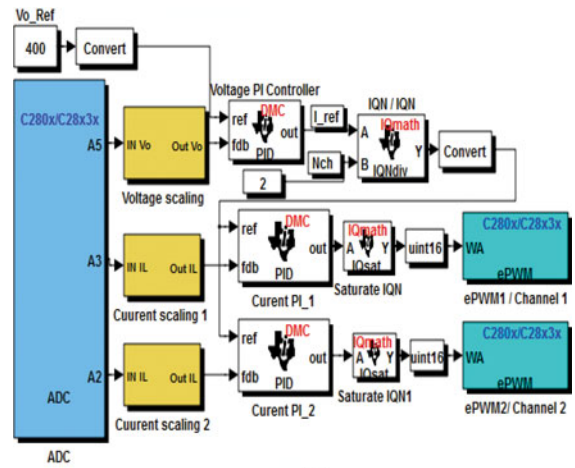 Vo_Ref
400
Convert
C280x/C28x3x
A5
A3
A2
ADC
ADC
IN Vo
Out Vo
Voltage scaling
Voltage PI Controller
DMC
ref
fdb
out
PID
I_ref
Nch
2
IQN / IQN
IQmath
A
B
Y
IQNdiv
Convert
IN IL
Out IL
Cuurent scaling 1
DMC
ref
fdb
out
PID
Curent PI_1
IQmath
A
Y
IQsat
Saturate IQN
uint16
C280x/C28x3x
WA
ePWM
ePWM1 / Channel 1
IN IL
Out IL
Cuurent scaling 2
DMC
ref
fdb
out
PID
Curent PI_2
IQmath
A
Y
IQsat
Saturate IQN1
uint16
C280x/C28x3x
WA
ePWM
ePWM2/ Channel 2